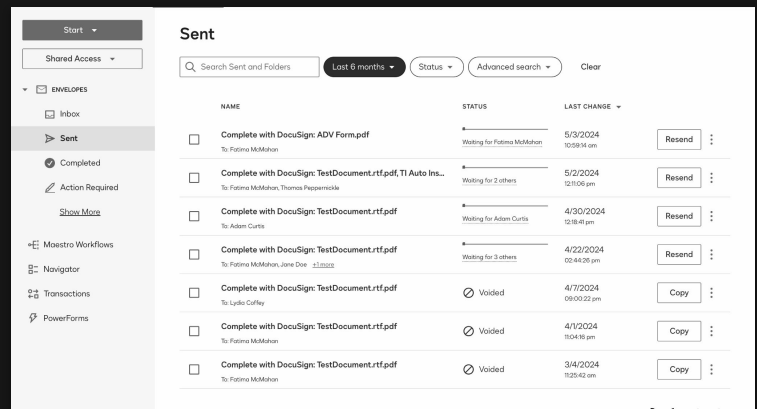 Start
Shared Access
ENVELOPES
Inbox
Sent
Completed
Action Required
Show More
Maestro Workflows
Navigator
Transactions
PowerForms
Sent
Search Sent and Folders
Last 6 months
Status
Advanced search
Clear
NAME STATUS LAST CHANGE
Complete with DocuSign: ADV Form.pdf
To: Fatima McMahan
Waiting for Fatima McMahan
5/3/2024
10:59:14 am
Resend
Complete with DocuSign: TestDocument.rtf.pdf, TI Auto Ins...
To: Fatima McMahan, Thomas Peppernickle
Waiting for 2 others
5/2/2024
12:11:06 pm
Resend
Complete with DocuSign: TestDocument.rtf.pdf
To: Adam Curtis
Waiting for Adam Curtis
4/30/2024
12:18:41 pm
Resend
Complete with DocuSign: TestDocument.rtf.pdf
To: Fatima McMahan, Jane Doe +1 more
Waiting for 3 others
4/22/2024
02:44:26 pm
Resend
Complete with DocuSign: TestDocument.rtf.pdf
To: Lydia Coffey
Voided
4/7/2024
09:00:22 pm
Copy
Complete with DocuSign: TestDocument.rtf.pdf
To: Fatima McMahan
Voided
4/1/2024
11:04:16 pm
Copy
Complete with DocuSign: TestDocument.rtf.pdf
To: Fatima McMahan
Voided
3/4/2024
11:25:42 am
Copy